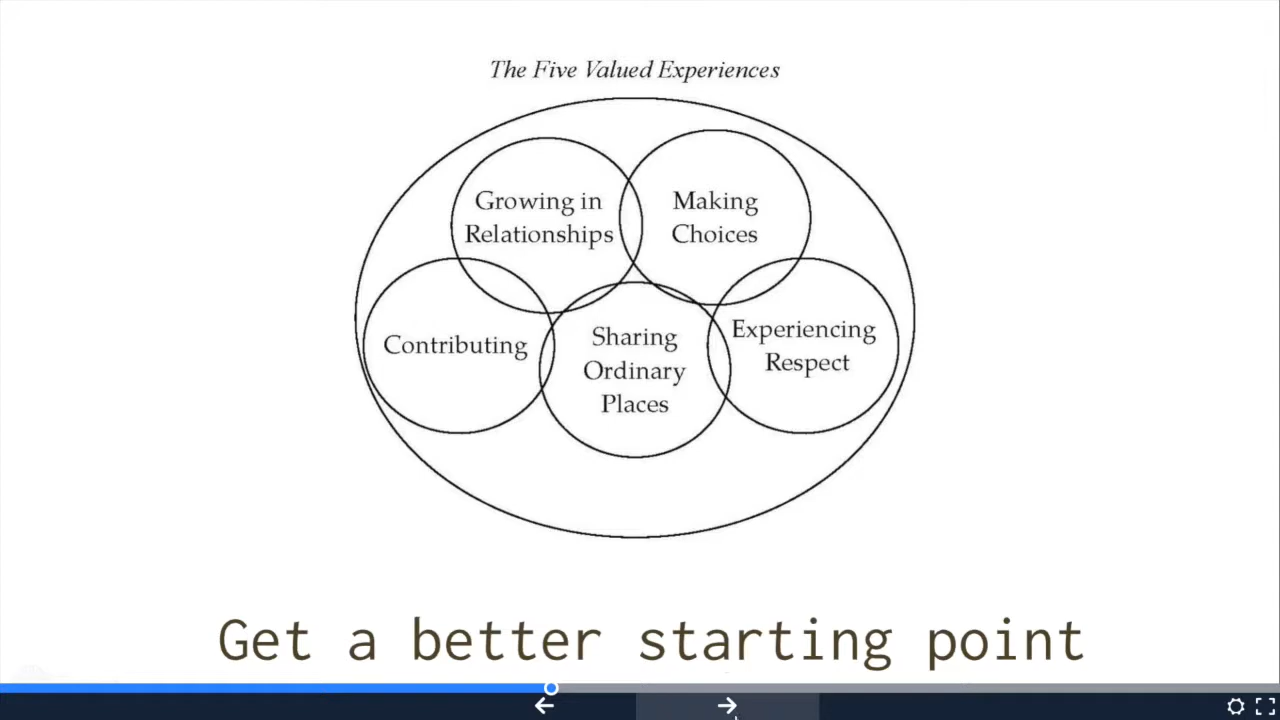 The Five Valued Experiences
Growing in
Relationships
Making
Choices
Contributing
Sharing
Ordinary
Places
Experiencing
Respect
Get a better starting point